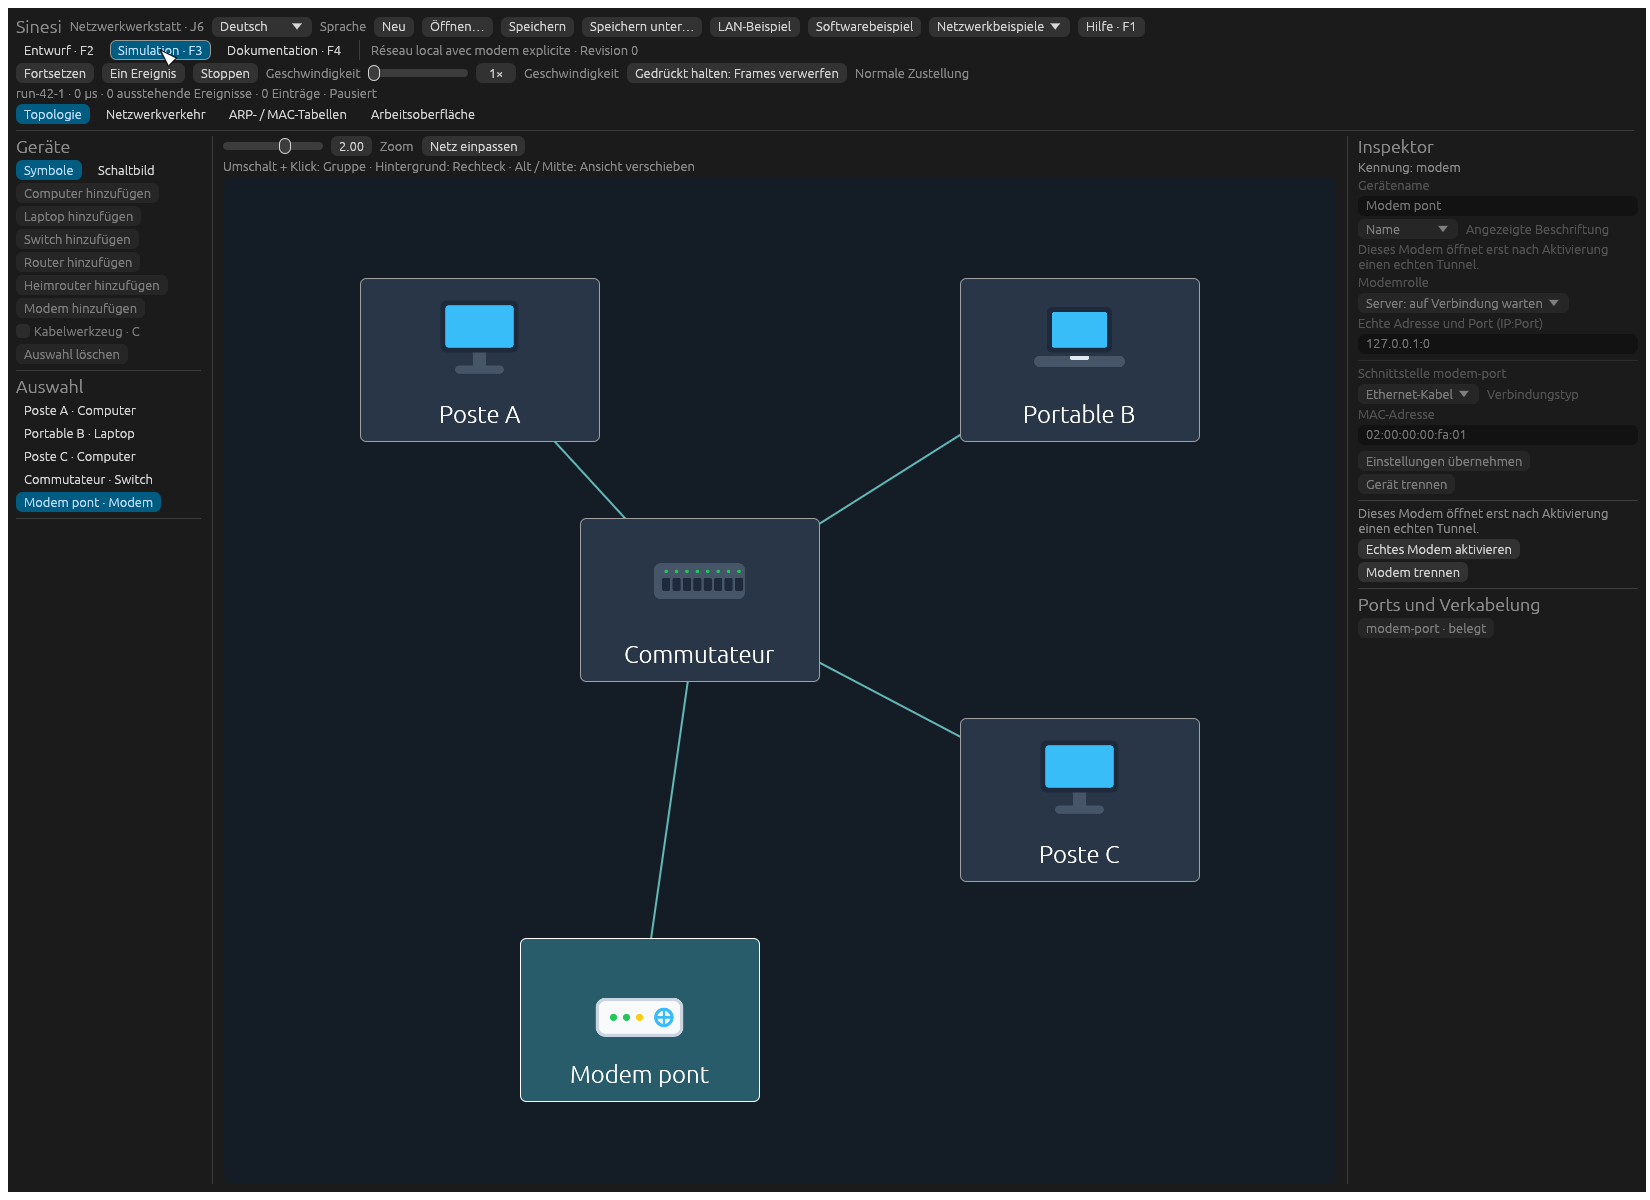 Sinesi Netzwerkwerkstatt · J6 Deutsch Sprache Neu Öffnen… Speichern Speichern unter… LAN-Beispiel Softwarebeispiel Netzwerkbeispiele Hilfe · F1
Entwurf · F2 Simulation · F3 Dokumentation · F4 Réseau local avec modem explicite · Revision 0
Fortsetzen Ein Ereignis Stoppen Geschwindigkeit 1× Geschwindigkeit Gedrückt halten: Frames verwerfen Normale Zustellung
run-42-1 · 0 µs · 0 ausstehende Ereignisse · 0 Einträge · Pausiert
Topologie Netzwerkverkehr ARP- / MAC-Tabellen Arbeitsoberfläche
Geräte
Symbole Schaltbild
Computer hinzufügen
Laptop hinzufügen
Switch hinzufügen
Router hinzufügen
Heimrouter hinzufügen
Modem hinzufügen
Kabelwerkzeug · C
Auswahl löschen
Auswahl
Poste A · Computer
Portable B · Laptop
Poste C · Computer
Commutateur · Switch
Modem pont · Modem
2.00 Zoom Netz einpassen
Umschalt + Klick: Gruppe · Hintergrund: Rechteck · Alt / Mitte: Ansicht verschieben
Poste A
Portable B
Commutateur
Poste C
Modem pont
Inspektor
Kennung: modem
Gerätename
Modem pont
Name Angezeigte Beschriftung
Dieses Modem öffnet erst nach Aktivierung
einen echten Tunnel.
Modemrolle
Server: auf Verbindung warten
Echte Adresse und Port (IP:Port)
127.0.0.1:0
Schnittstelle modem-port
Ethernet-Kabel Verbindungstyp
MAC-Adresse
02:00:00:00:fa:01
Einstellungen übernehmen
Gerät trennen
Dieses Modem öffnet erst nach Aktivierung
einen echten Tunnel.
Echtes Modem aktivieren
Modem trennen
Ports und Verkabelung
modem-port · belegt